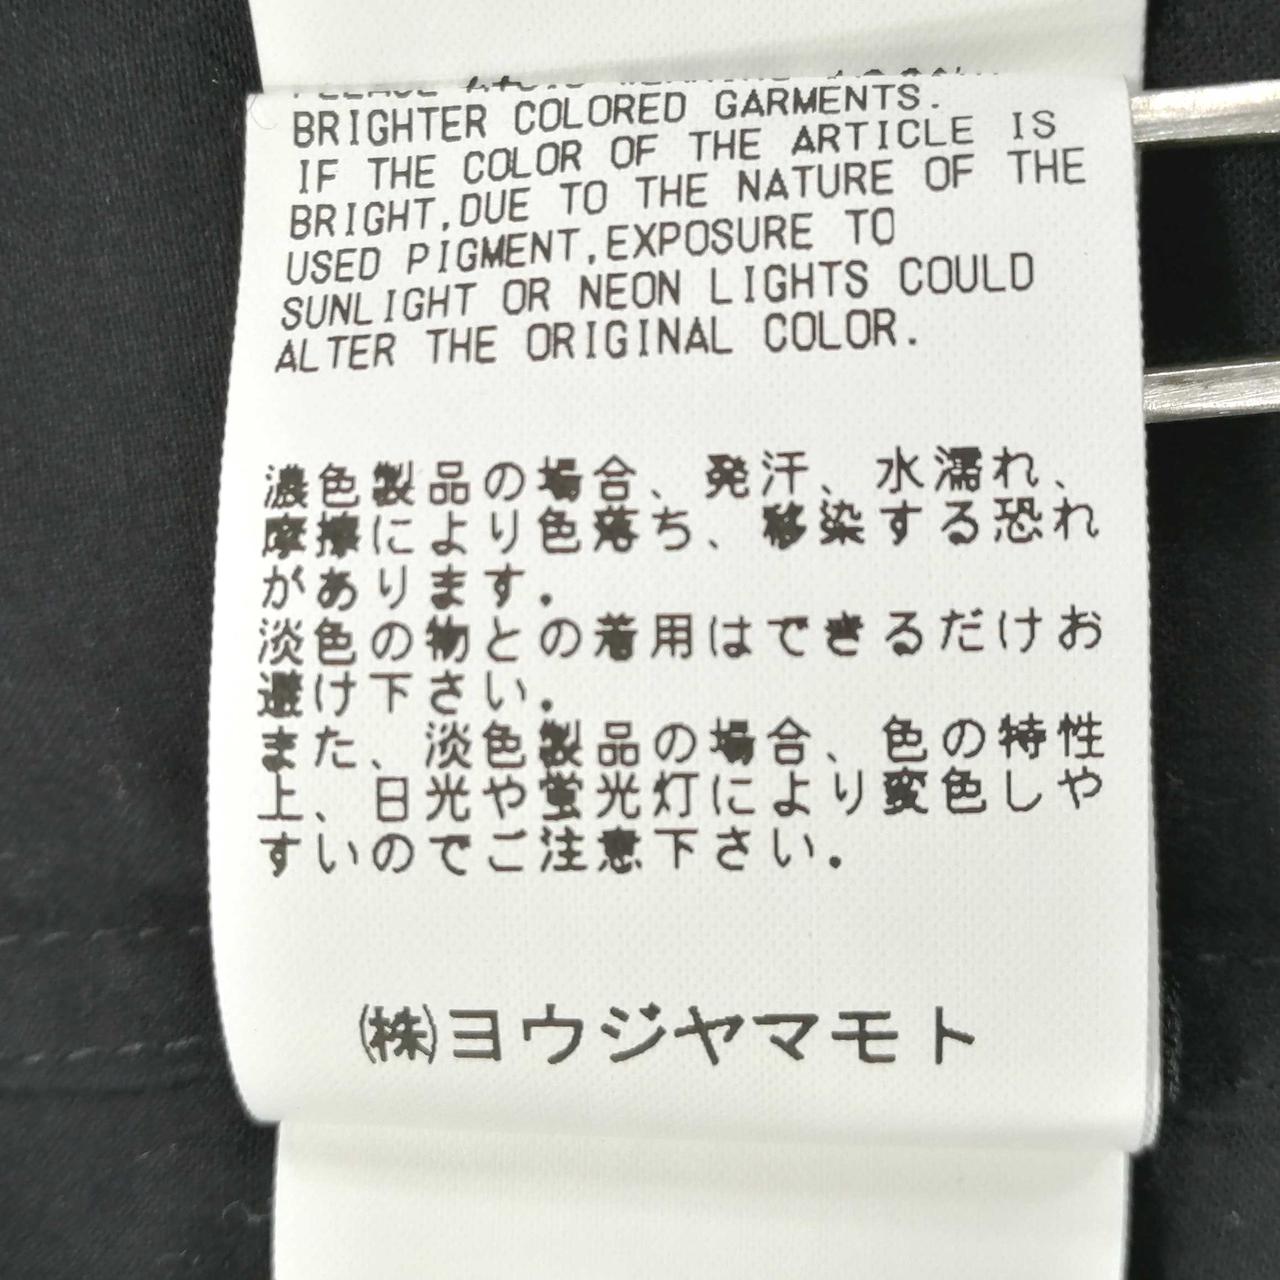 PLEASE AVOID WEARING
BRIGHTER COLORED GARMENTS.
IF THE COLOR OF THE ARTICLE IS
BRIGHT,DUE TO THE NATURE OF THE
USED PIGMENT,EXPOSURE TO
SUNLIGHT OR NEON LIGHTS COULD
ALTER THE ORIGINAL COLOR.
濃色製品の場合、発汗、水濡れ、
摩擦により色落ち、移染する恐れ
があります。
淡色の物との着用はできるだけお
避け下さい。
また、淡色製品の場合、色の特性
上、日光や蛍光灯により変色しや
すいのでご注意下さい。
㈱ヨウジヤマモト